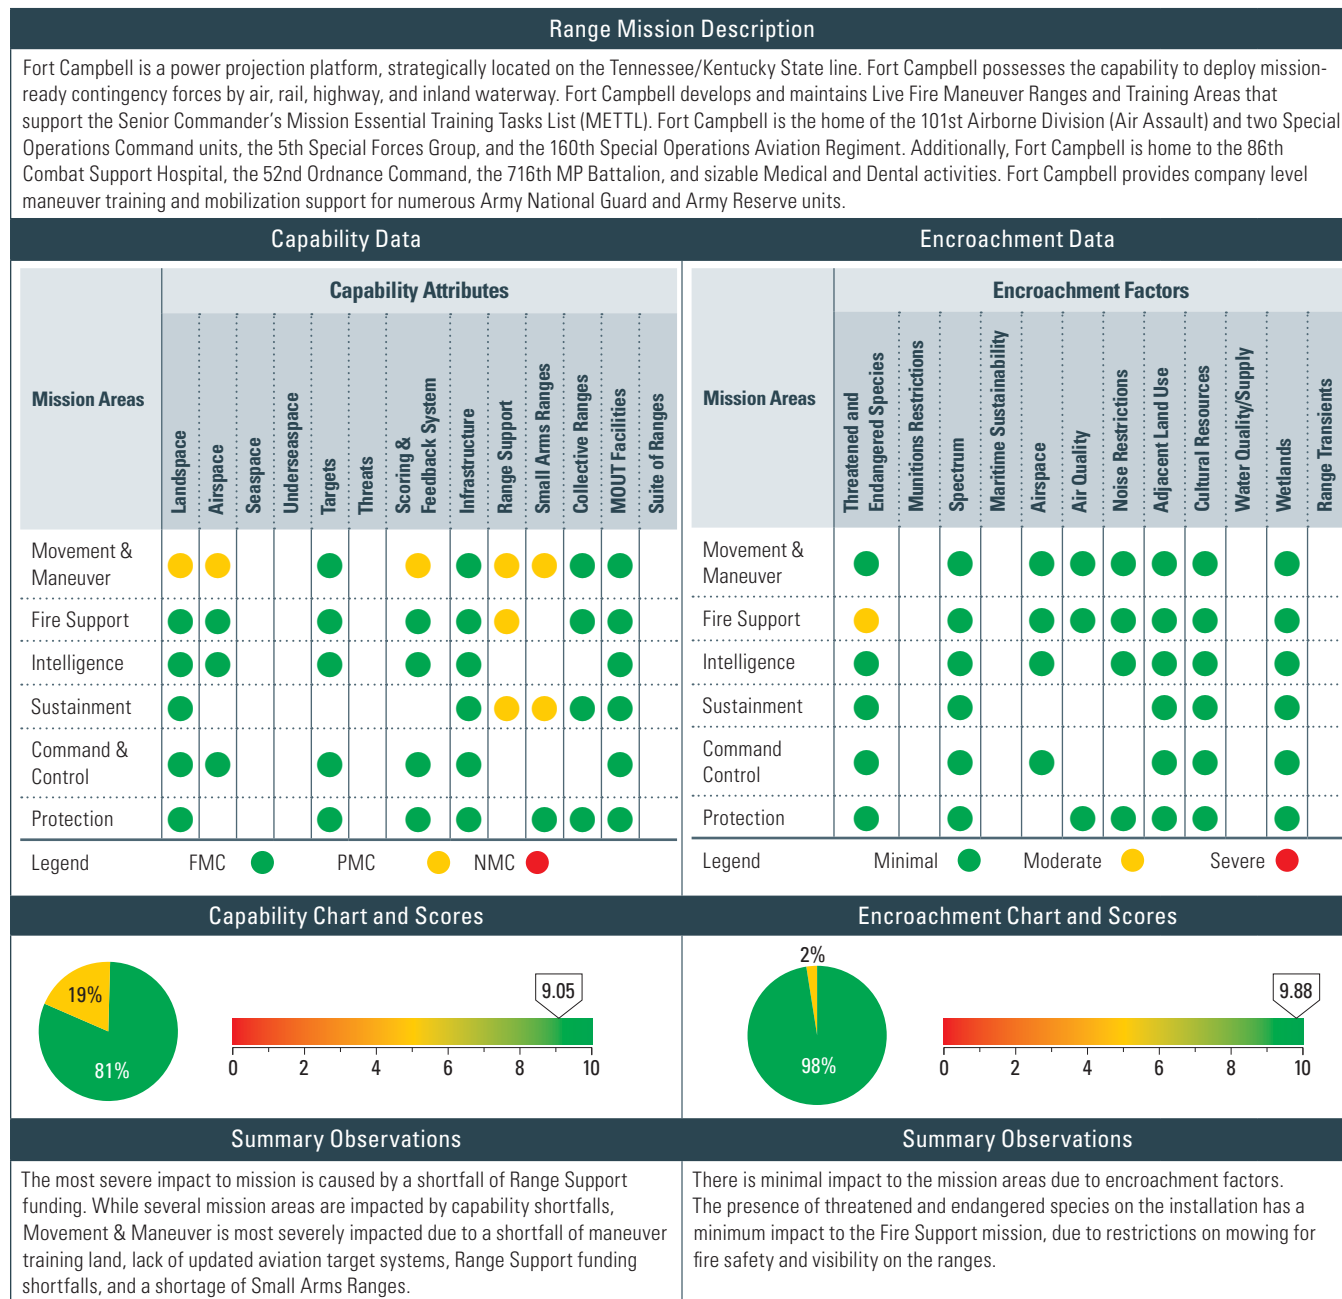 Range Mission Description
Fort Campbell is a power projection platform, strategically located on the Tennessee/Kentucky State line. Fort Campbell possesses the capability to deploy mission-
ready contingency forces by air, rail, highway, and inland waterway. Fort Campbell develops and maintains Live Fire Maneuver Ranges and Training Areas that
support the Senior Commander's Mission Essential Training Tasks List (METTL). Fort Campbell is the home of the 101st Airborne Division (Air Assault) and two Special
Operations Command units, the 5th Special Forces Group, and the 160th Special Operations Aviation Regiment. Additionally, Fort Campbell is home to the 86th
Combat Support Hospital, the 52nd Ordnance Command, the 716th MP Battalion, and sizable Medical and Dental activities. Fort Campbell provides company level
maneuver training and mobilization support for numerous Army National Guard and Army Reserve units.
Capability Data
Mission Areas
Capability Attributes
Landspace
Airspace
Seaspace
Underseaspace
Targets
Threats
Scoring &
Feedback System
Infrastructure
Range Support
Small Arms Ranges
Collective Ranges
MOUT Facilities
Suite of Ranges
Movement &
Maneuver
Fire Support
Intelligence
Sustainment
Command &
Control
Protection
Legend FMC PMC NMC
Encroachment Data
Mission Areas
Encroachment Factors
Threatened and
Endangered Species
Munitions Restrictions
Spectrum
Maritime Sustainability
Airspace
Air Quality
Noise Restrictions
Adjacent Land Use
Cultural Resources
Water Quality/Supply
Wetlands
Range Transients
Movement &
Maneuver
Fire Support
Intelligence
Sustainment
Command
Control
Protection
Legend Minimal Moderate Severe
Capability Chart and Scores
19%
81%
9.05
0 2 4 6 8 10
Encroachment Chart and Scores
2%
98%
9.88
0 2 4 6 8 10
Summary Observations
The most severe impact to mission is caused by a shortfall of Range Support
funding. While several mission areas are impacted by capability shortfalls,
Movement & Maneuver is most severely impacted due to a shortfall of maneuver
training land, lack of updated aviation target systems, Range Support funding
shortfalls, and a shortage of Small Arms Ranges.
Summary Observations
There is minimal impact to the mission areas due to encroachment factors.
The presence of threatened and endangered species on the installation has a
minimum impact to the Fire Support mission, due to restrictions on mowing for
fire safety and visibility on the ranges.